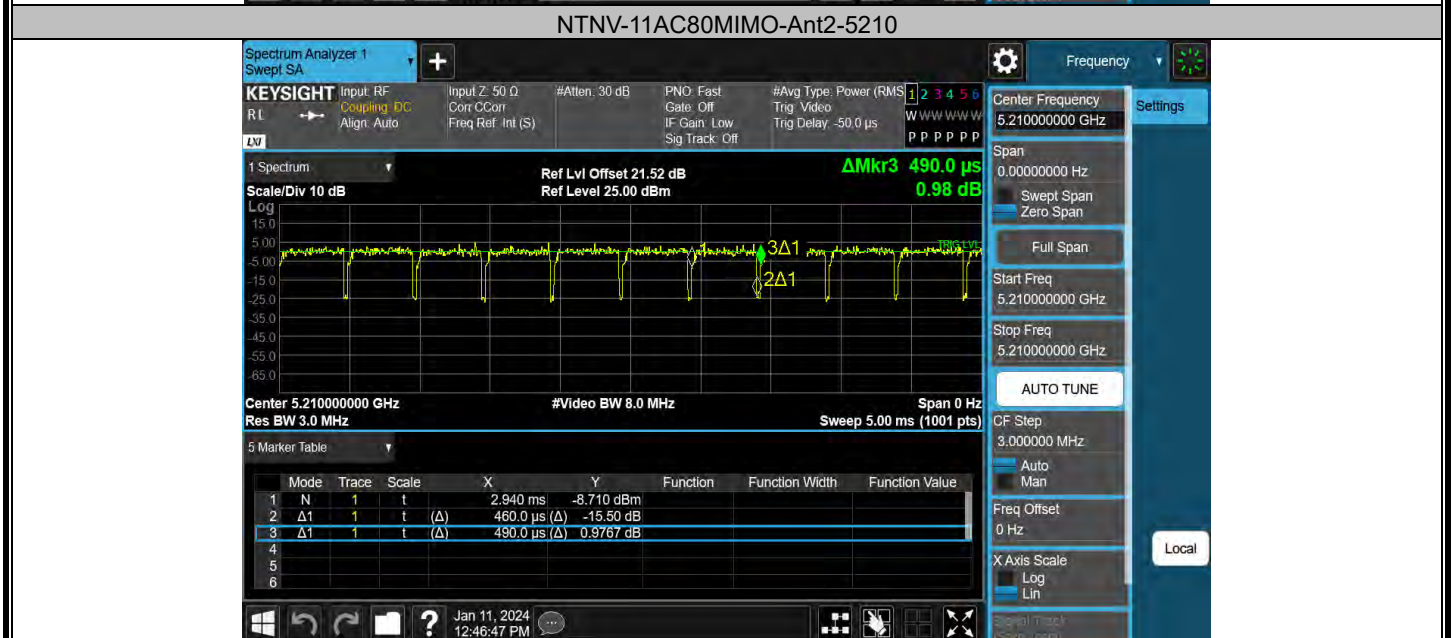 NTNV-11AC80MIMO-Ant2-5210
Spectrum Analyzer 1
Swept SA
+
Frequency
KEYSIGHT
RL
LXI
Input: RF
Coupling: DC
Align: Auto
Input Z: 50 Ω
Corr CCorr
Freq Ref: Int (S)
#Atten: 30 dB
PNO: Fast
Gate: Off
IF Gain: Low
Sig Track: Off
#Avg Type: Power (RMS
Trig: Video
Trig Delay: -50.0 µs
1 2 3 4 5 6
W W W W W W
P P P P P P
Center Frequency
5.210000000 GHz
Settings
1 Spectrum
Ref Lvl Offset 21.52 dB
ΔMkr3 490.0 µs
Scale/Div 10 dB
Ref Level 25.00 dBm
0.98 dB
Span
0.00000000 Hz
Swept Span
Zero Span
Log
15.0
5.00
-5.00
-15.0
-25.0
-35.0
-45.0
-55.0
-65.0
1
3Δ1
2Δ1
TRIG LVL
Full Span
Start Freq
5.210000000 GHz
Stop Freq
5.210000000 GHz
AUTO TUNE
Center 5.210000000 GHz
#Video BW 8.0 MHz
Span 0 Hz
Res BW 3.0 MHz
Sweep 5.00 ms (1001 pts)
CF Step
3.000000 MHz
Auto
Man
5 Marker Table
Mode Trace Scale X Y Function Function Width Function Value
1 N 1 t 2.940 ms -8.710 dBm
2 Δ1 1 t (Δ) 460.0 µs (Δ) -15.50 dB
3 Δ1 1 t (Δ) 490.0 µs (Δ) 0.9767 dB
4
5
6
Freq Offset
0 Hz
Local
X Axis Scale
Log
Lin
Signal Track
?
Jan 11, 2024
12:46:47 PM